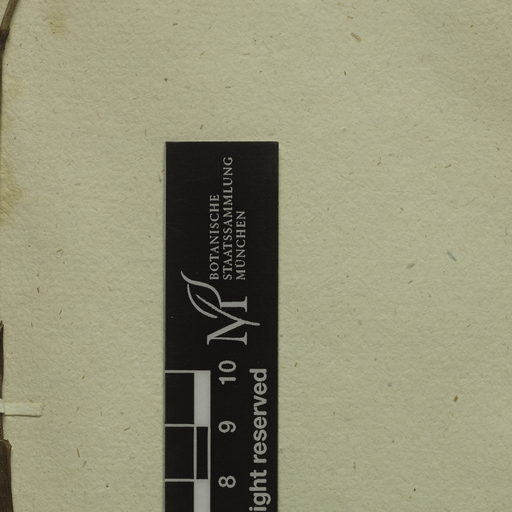 BOTANISCHE
STAATSSAMMLUNG
MÜNCHEN
M
10
9
8
ight reserved